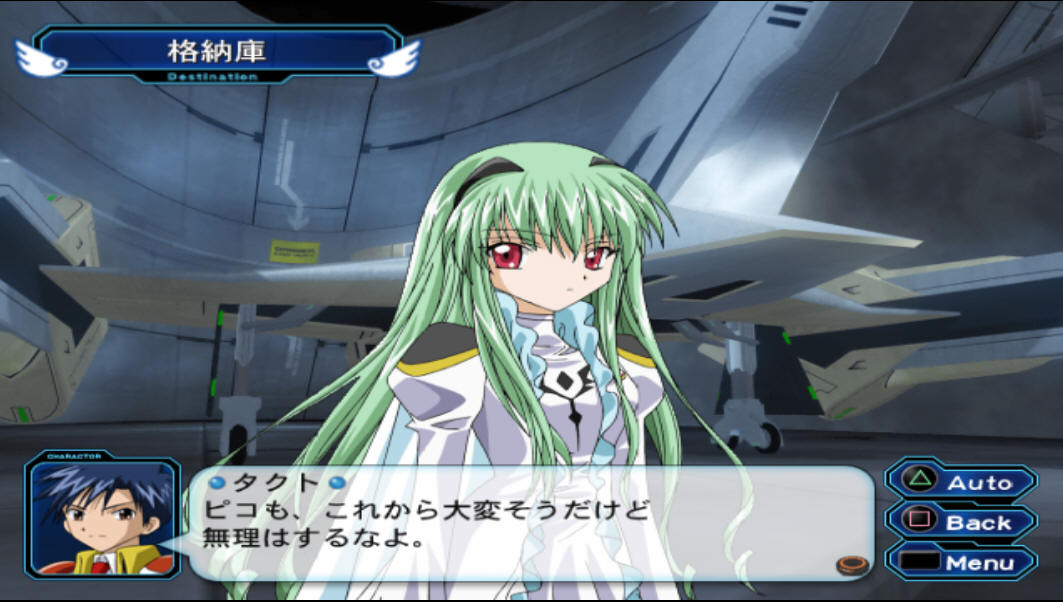 格納庫
Destination
CHARACTOR
タクト
ピコも、これから大変そうだけど
無理はするなよ。
Auto
Back
Menu